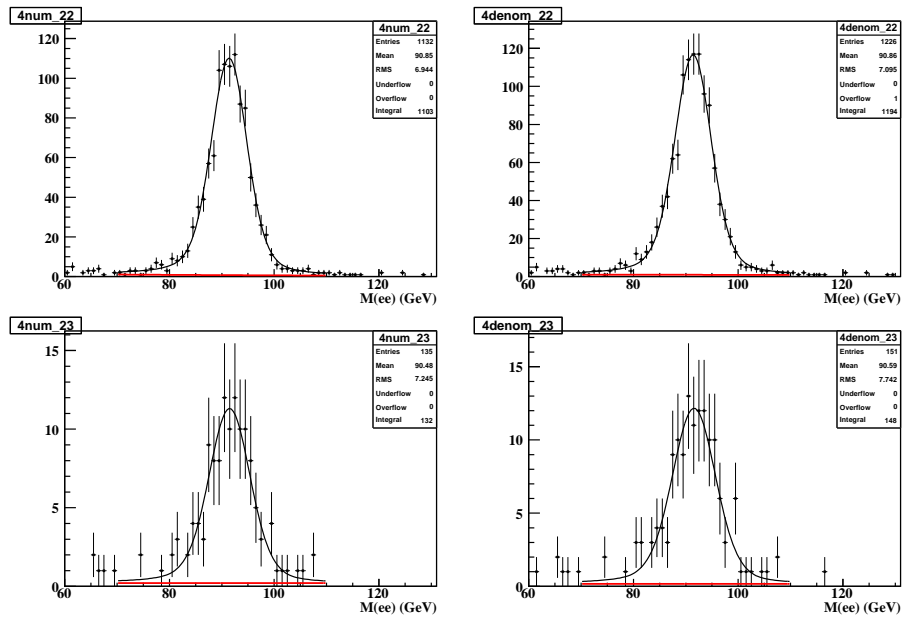 4num_22
4num_22
Entries 1132
Mean 90.85
RMS 6.944
Underflow 0
Overflow 0
Integral 1103
120
100
80
60
40
20
0
60 80 100 120
M(ee) (GeV)
4denom_22
4denom_22
Entries 1226
Mean 90.86
RMS 7.095
Underflow 0
Overflow 1
Integral 1194
120
100
80
60
40
20
0
60 80 100 120
M(ee) (GeV)
4num_23
4num_23
Entries 135
Mean 90.48
RMS 7.245
Underflow 0
Overflow 0
Integral 132
15
10
5
0
60 80 100 120
M(ee) (GeV)
4denom_23
4denom_23
Entries 151
Mean 90.59
RMS 7.742
Underflow 0
Overflow 0
Integral 148
15
10
5
0
60 80 100 120
M(ee) (GeV)